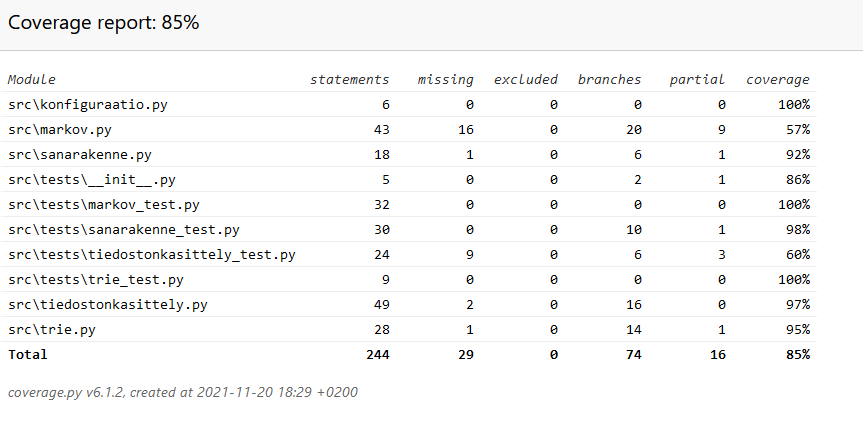 Coverage report: 85%
Module statements missing excluded branches partial coverage
src\konfiguraatio.py 6 0 0 0 0 100%
src\markov.py 43 16 0 20 9 57%
src\sanarakenne.py 18 1 0 6 1 92%
src\tests\__init__.py 5 0 0 2 1 86%
src\tests\markov_test.py 32 0 0 0 0 100%
src\tests\sanarakenne_test.py 30 0 0 10 1 98%
src\tests\tiedostonkasittely_test.py 24 9 0 6 3 60%
src\tests\trie_test.py 9 0 0 0 0 100%
src\tiedostonkasittely.py 49 2 0 16 0 97%
src\trie.py 28 1 0 14 1 95%
Total 244 29 0 74 16 85%
coverage.py v6.1.2, created at 2021-11-20 18:29 +0200